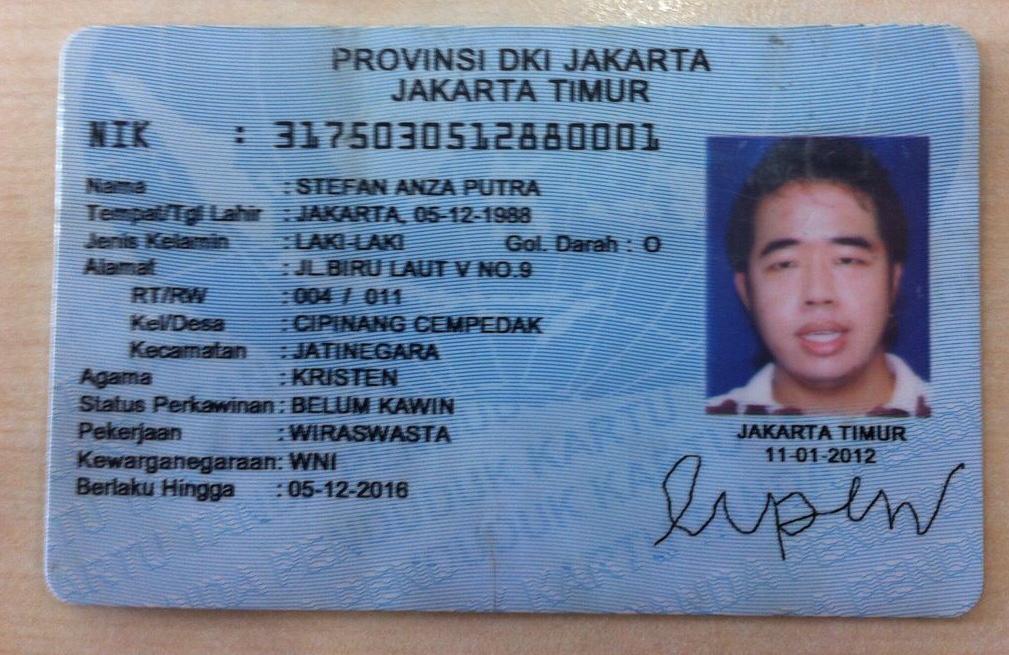 PROVINSI DKI JAKARTA
JAKARTA TIMUR
NIK : 3175030512880001
Nama : STEFAN ANZA PUTRA
Tempat/Tgl Lahir : JAKARTA, 05-12-1988
Jenis Kelamin : LAKI-LAKI Gol. Darah : O
Alamat : JL.BIRU LAUT V NO.9
RT/RW : 004 / 011
Kel/Desa : CIPINANG CEMPEDAK
Kecamatan : JATINEGARA
Agama : KRISTEN
Status Perkawinan : BELUM KAWIN
Pekerjaan : WIRASWASTA
Kewarganegaraan: WNI
Berlaku Hingga : 05-12-2016
JAKARTA TIMUR
11-01-2012